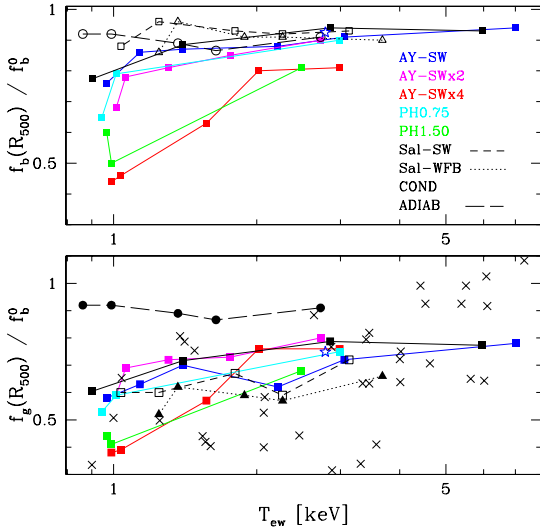 1
0.5
f_b(R_500) / f_b^0
AY-SW
AY-SWx2
AY-SWx4
PH0.75
PH1.50
Sal-SW
Sal-WFB
COND
ADIAB
1
5
1
0.5
f_g(R_500) / f_b^0
1
5
T_ew [keV]